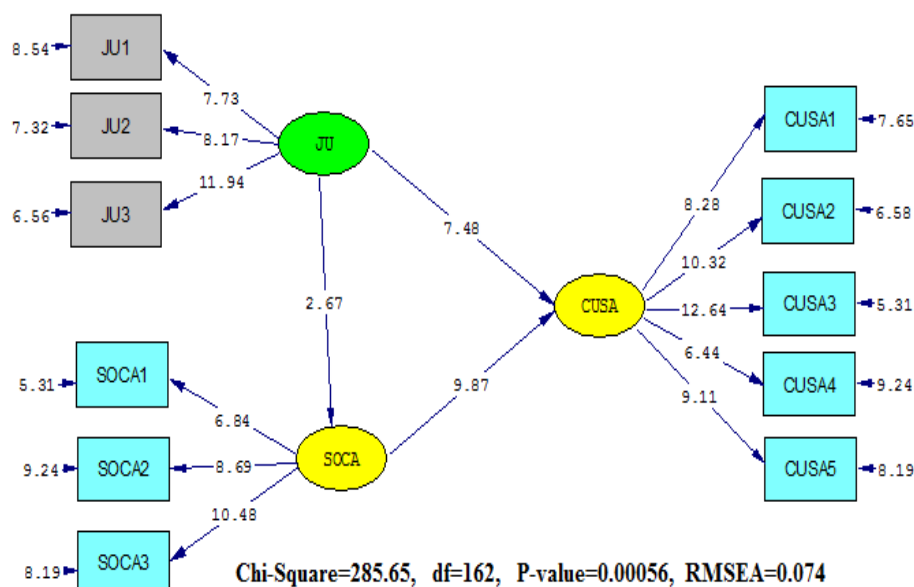 8.54 JU1
7.73
7.32 JU2
8.17
JU
11.94
6.56 JU3
7.48
2.67
CUSA1 7.65
8.28
CUSA2 6.58
10.32
CUSA
12.64
CUSA3 5.31
6.44
CUSA4 9.24
9.11
CUSA5 8.19
9.87
5.31 SOCA1
6.84
9.24 SOCA2
8.69
SOCA
10.48
8.19 SOCA3
Chi-Square=285.65, df=162, P-value=0.00056, RMSEA=0.074